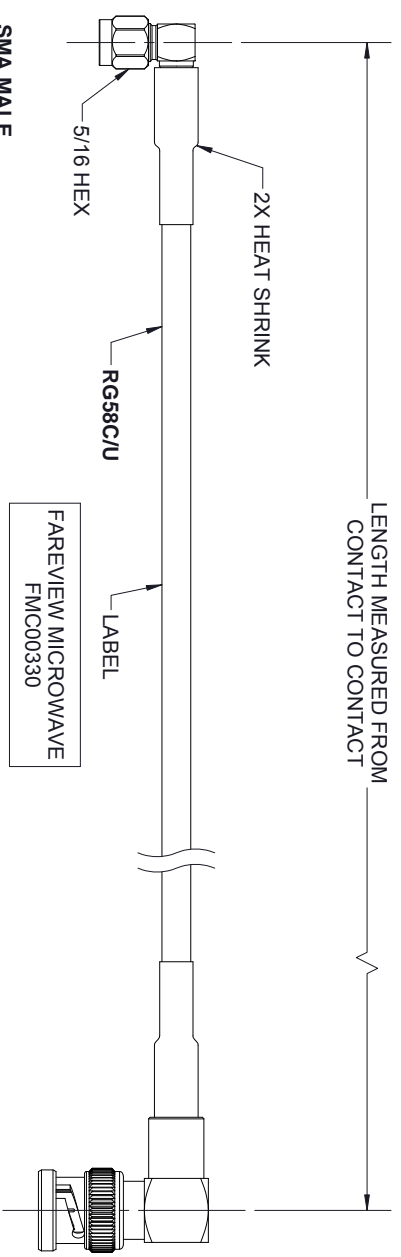 LENGTH MEASURED FROM
CONTACT TO CONTACT
2X HEAT SHRINK
5/16 HEX
RG58C/U
LABEL
FAREVIEW MICROWAVE
FMC00330
SMA MALE